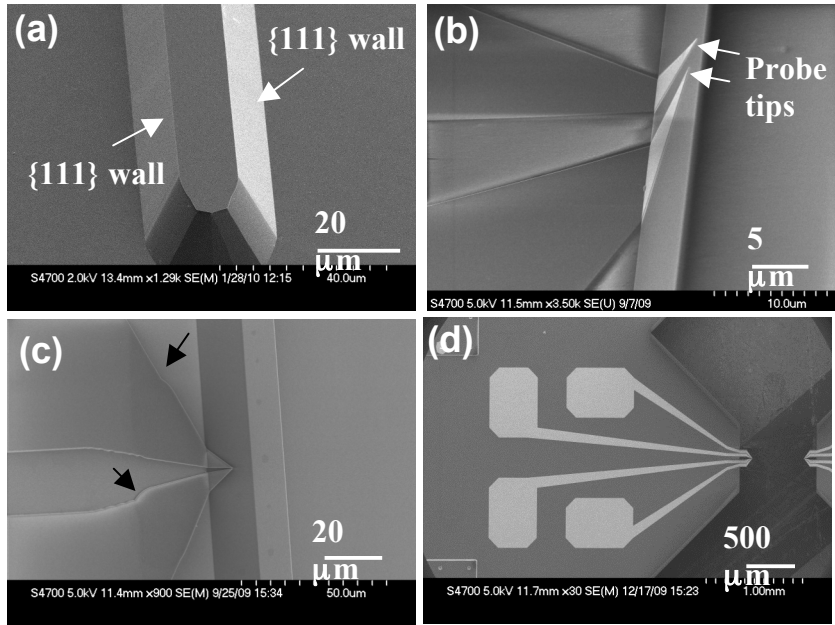 (a)
{111} wall
{111} wall
20
μm
S4700 2.0kV 13.4mm x1.29k SE(M) 1/28/10 12:15 40.0um
(b)
Probe
tips
5
μm
S4700 5.0kV 11.5mm x3.50k SE(U) 9/7/09 10.0um
(c)
20
μm
S4700 5.0kV 11.4mm x900 SE(M) 9/25/09 15:34 50.0um
(d)
500
μm
S4700 5.0kV 11.7mm x30 SE(M) 12/17/09 15:23 1.00mm